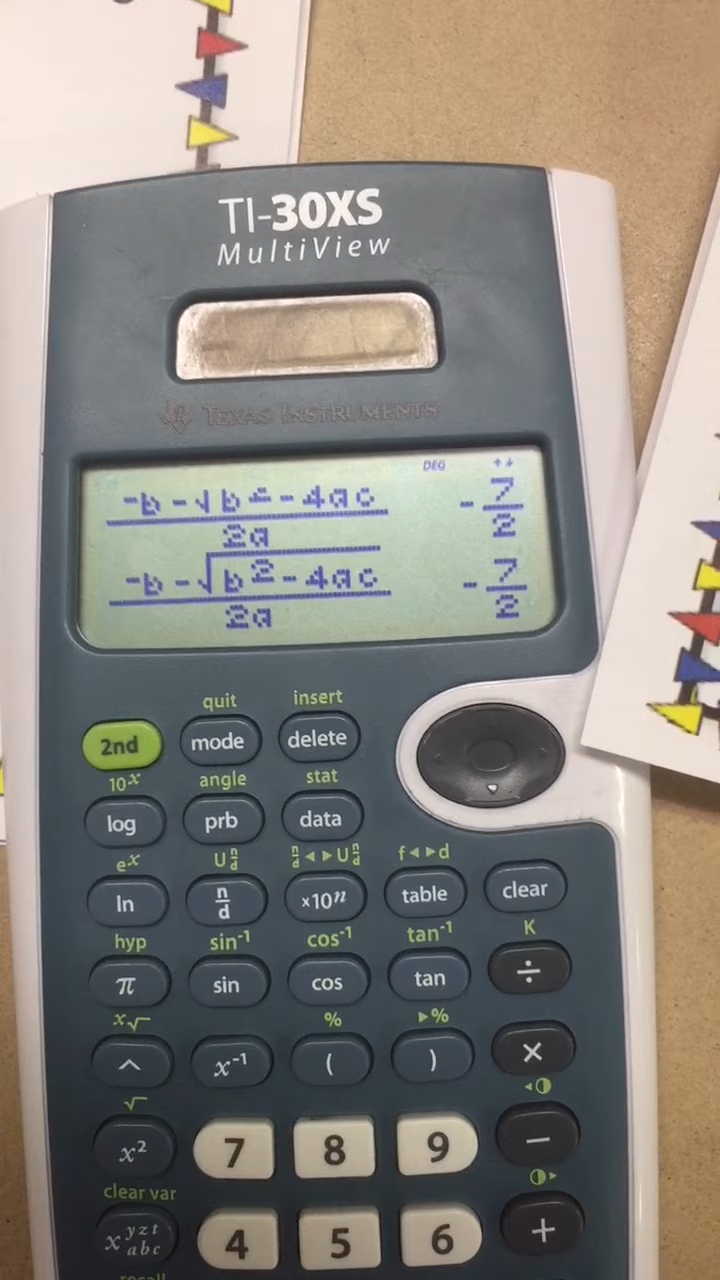 TI-30XS
MultiView
TEXAS INSTRUMENTS
DEG
-b-√b²-4ac / 2a   -7/2
-b-√b²-4ac / 2a   -7/2
quit insert
2nd mode delete
10ˣ angle stat
log prb data
eˣ U n/d n/d◄►U n/d f◄►d
ln n/d ×10ⁿ table clear
hyp sin⁻¹ cos⁻¹ tan⁻¹ K
π sin cos tan ÷
ˣ√ % ►%
^ x⁻¹ ( ) ×
√
x² 7 8 9 −
clear var
x yzt abc 4 5 6 +